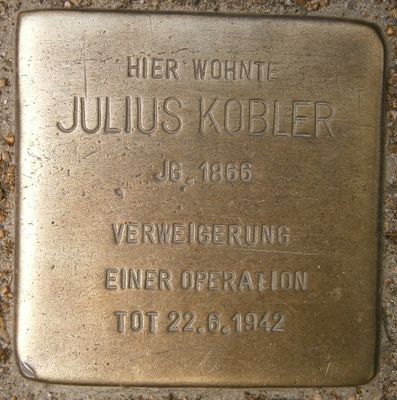 HIER WOHNTE
JULIUS KOBLER
JG. 1866
VERWEIGERUNG
EINER OPERATION
TOT 22.6.1942